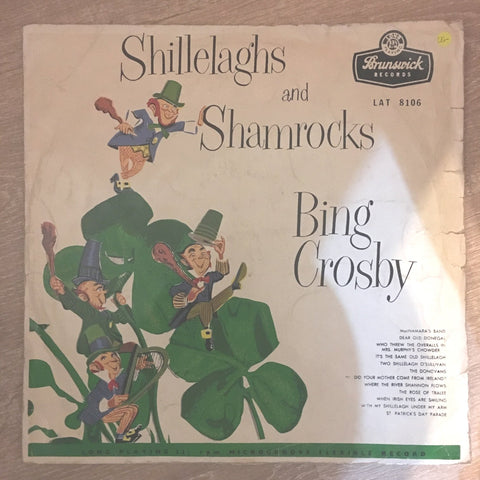 Shillelaghs
and
Shamrocks
Brunswick
RECORDS
LAT 8106
Bing
Crosby
MacNAMARA'S BAND
DEAR OLD DONEGAL
WHO THREW THE OVERALLS IN
MRS. MURPHY'S CHOWDER
IT'S THE SAME OLD SHILLELAGH
TWO SHILLELAGH O'SULLIVAN
THE DONOVANS
DID YOUR MOTHER COME FROM IRELAND?
WHERE THE RIVER SHANNON FLOWS
THE ROSE OF TRALEE
WHEN IRISH EYES ARE SMILING
WITH MY SHILLELAGH UNDER MY ARM
ST. PATRICK'S DAY PARADE
LONG PLAYING r.p.m. MICROGROOVE FLEXIBLE RECORD